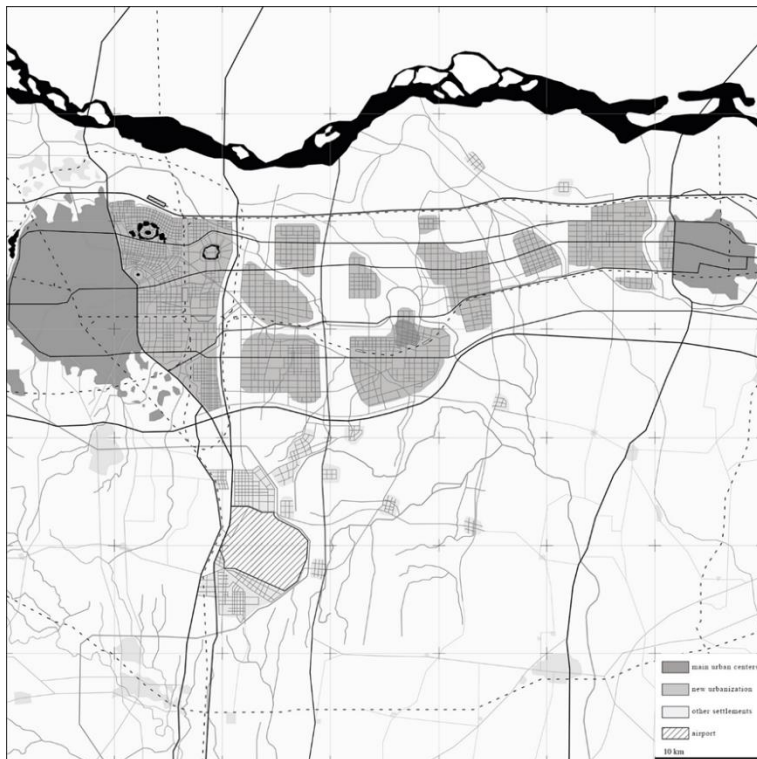 main urban centers
new urbanization
other settlements
airport
10 km